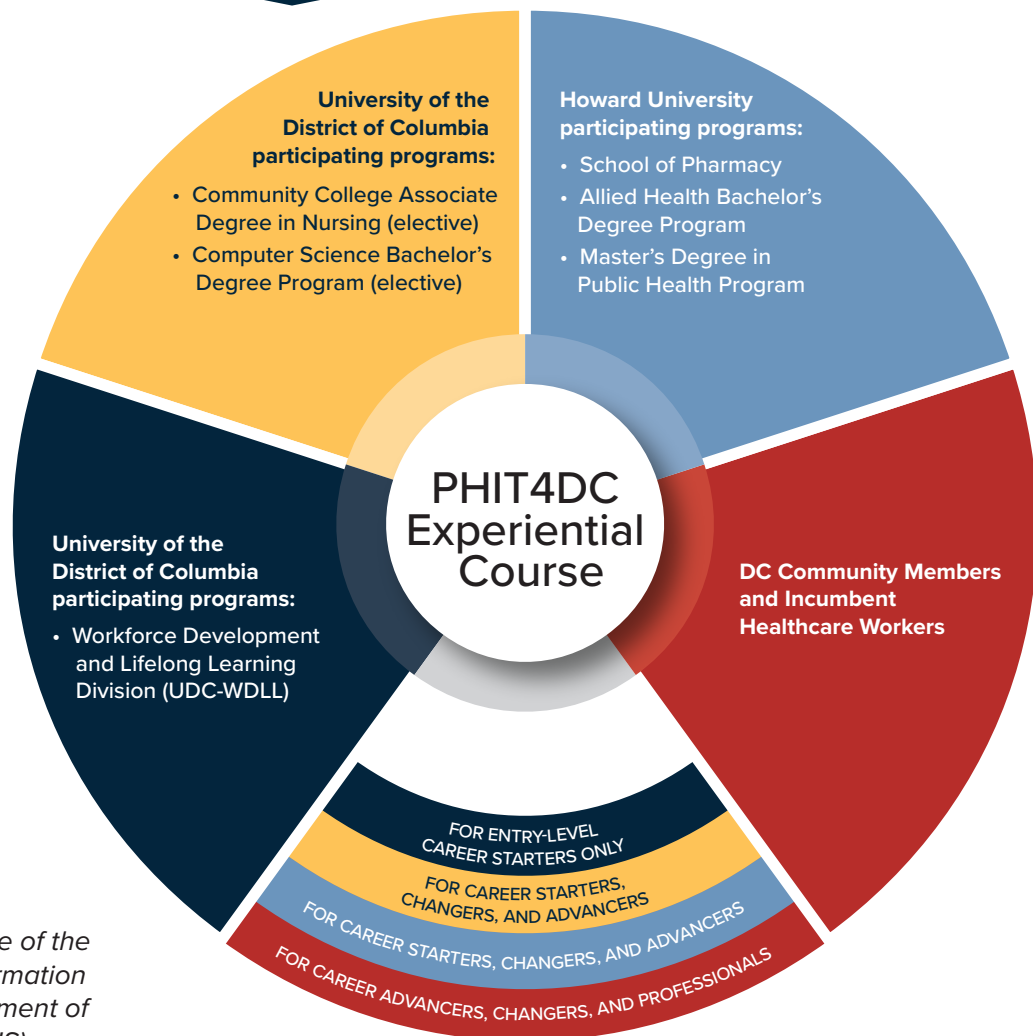 University of the
District of Columbia
participating programs:
• Community College Associate
Degree in Nursing (elective)
• Computer Science Bachelor's
Degree Program (elective)
Howard University
participating programs:
• School of Pharmacy
• Allied Health Bachelor's
Degree Program
• Master's Degree in
Public Health Program
PHIT4DC
Experiential
Course
University of the
District of Columbia
participating programs:
• Workforce Development
and Lifelong Learning
Division (UDC-WDLL)
DC Community Members
and Incumbent
Healthcare Workers
FOR ENTRY-LEVEL
CAREER STARTERS ONLY
FOR CAREER STARTERS,
CHANGERS, AND ADVANCERS
FOR CAREER STARTERS, CHANGERS, AND ADVANCERS
FOR CAREER ADVANCERS, CHANGERS, AND PROFESSIONALS
of the